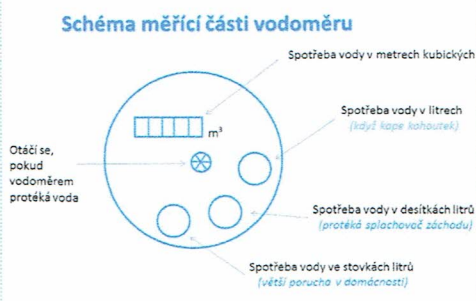 Schéma měřící části vodoměru
Spotřeba vody v metrech kubických
Spotřeba vody v litrech
(když kape kohoutek)
m³
Otáčí se,
pokud
vodoměrem
protéká voda
Spotřeba vody v desítkách litrů
(protéká splachovač záchodu)
Spotřeba vody ve stovkách litrů
(větší porucha v domácnosti)